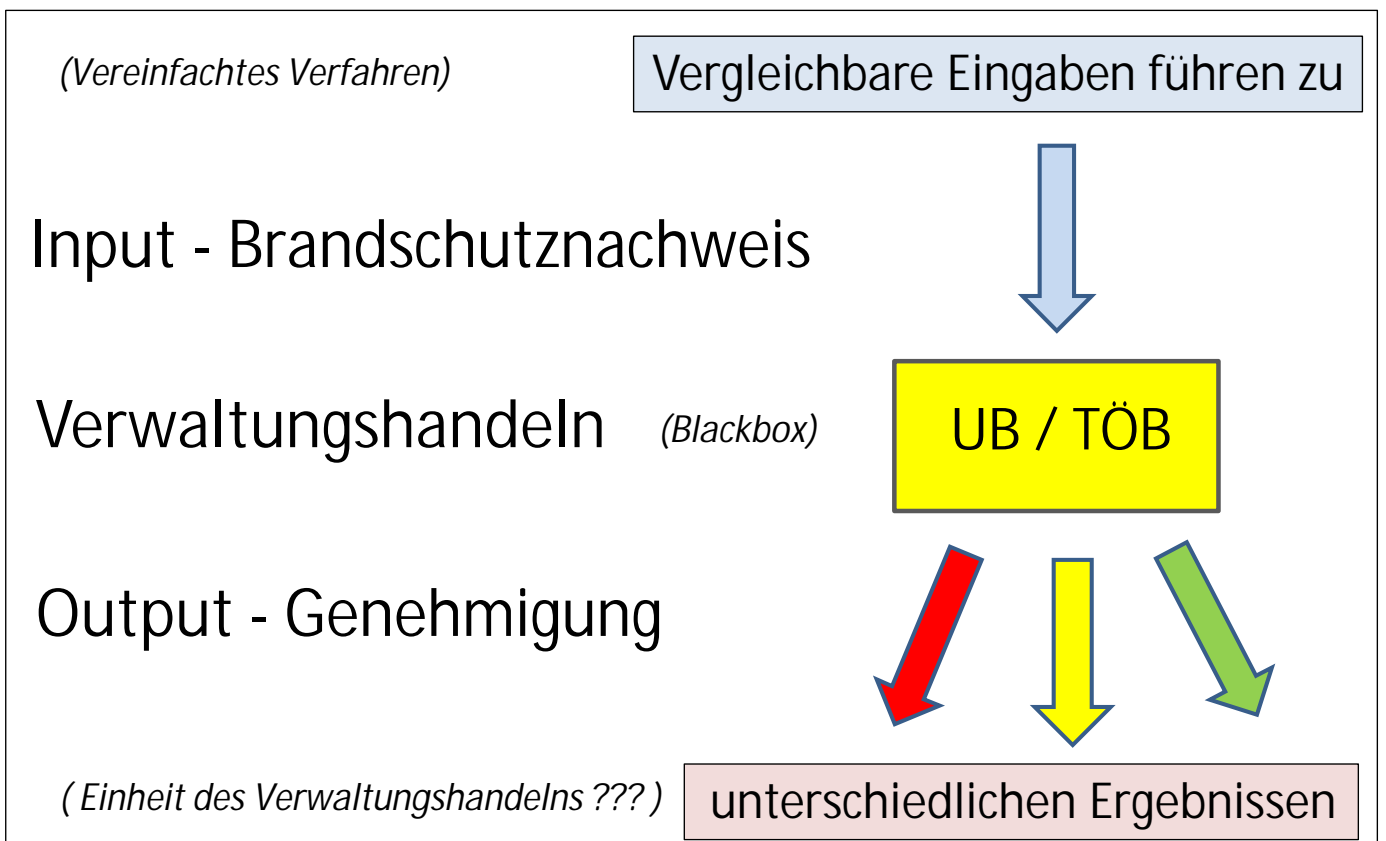 (Vereinfachtes Verfahren)
Vergleichbare Eingaben führen zu
Input - Brandschutznachweis
Verwaltungshandeln
(Blackbox)
UB / TÖB
Output - Genehmigung
( Einheit des Verwaltungshandelns ??? )
unterschiedlichen Ergebnissen